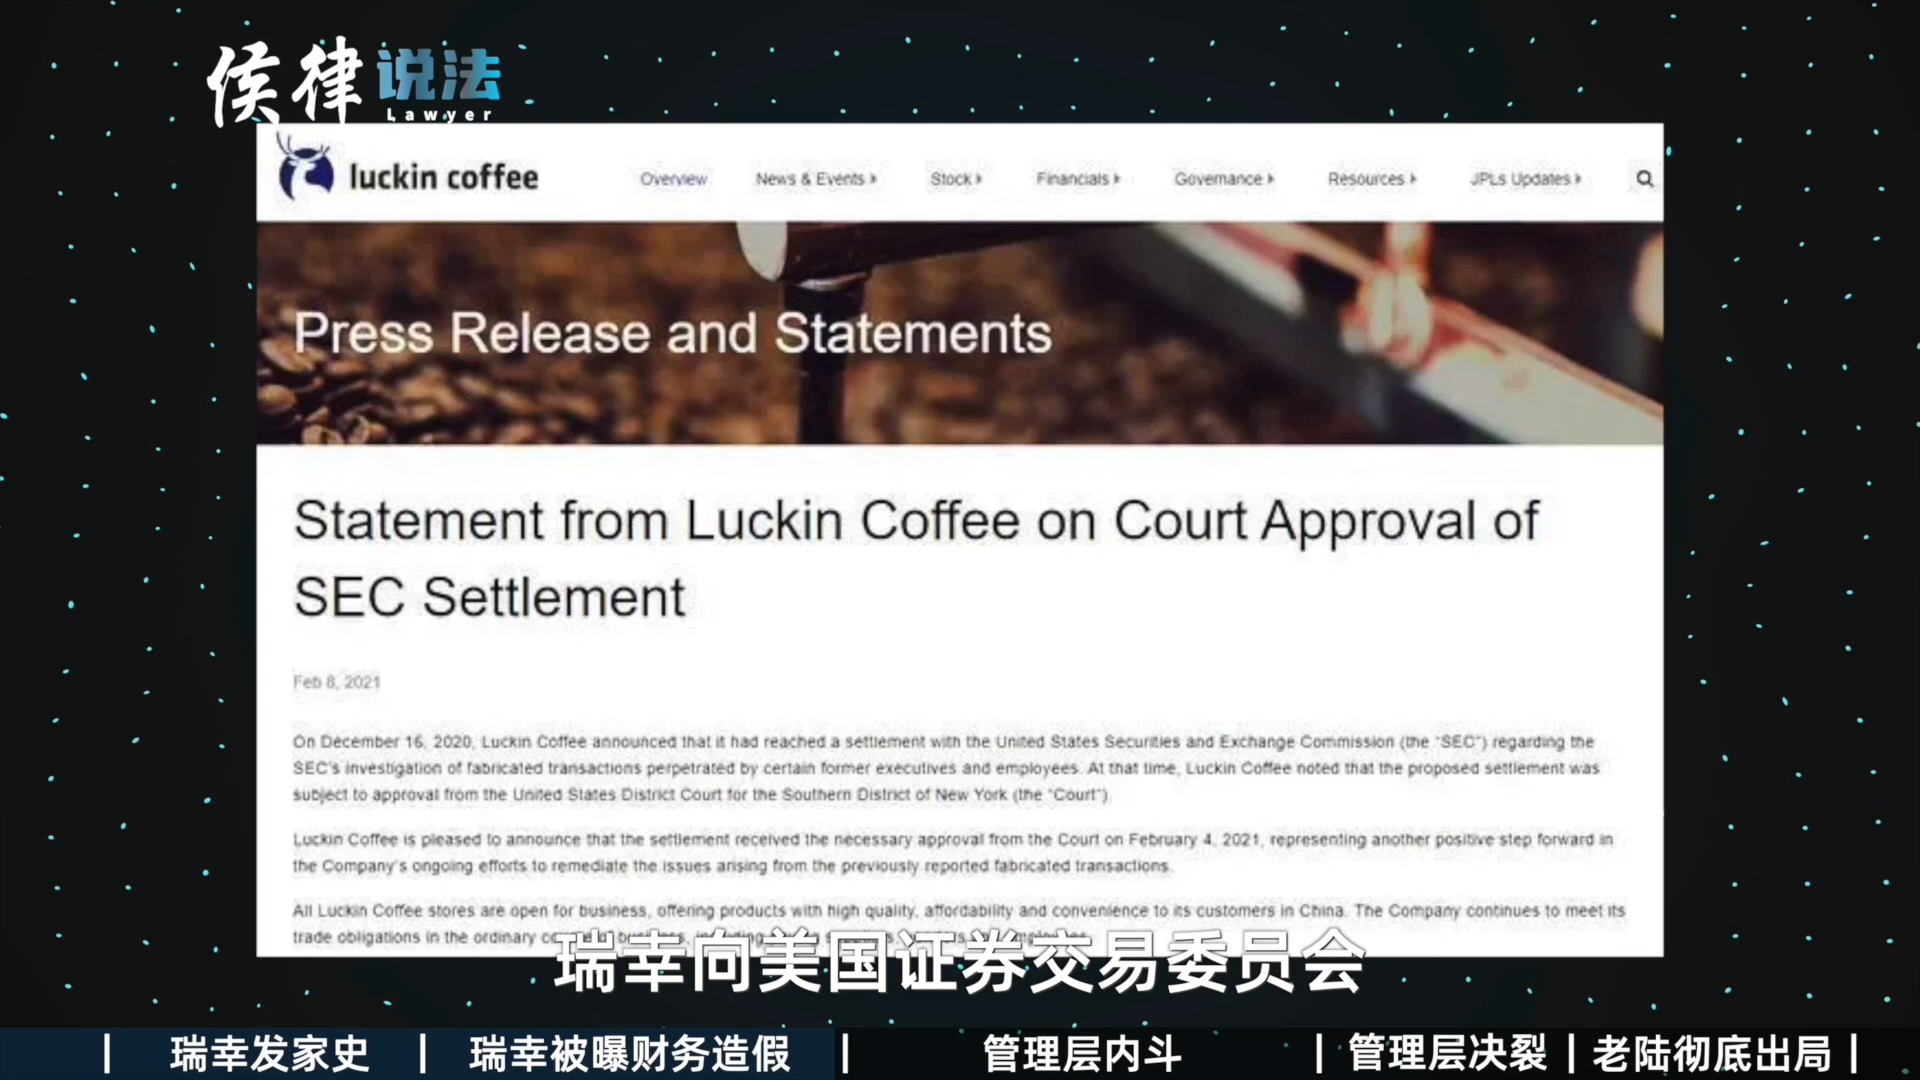 侯律说法
Lawyer
luckin coffee
Overview
News & Events
Stock
Financials
Governance
Resources
JPLs Updates
Press Release and Statements
Statement from Luckin Coffee on Court Approval of
SEC Settlement
Feb 8, 2021
On December 16, 2020, Luckin Coffee announced that it had reached a settlement with the United States Securities and Exchange Commission (the "SEC") regarding the
SEC's investigation of fabricated transactions perpetrated by certain former executives and employees. At that time, Luckin Coffee noted that the proposed settlement was
subject to approval from the United States District Court for the Southern District of New York (the "Court").
Luckin Coffee is pleased to announce that the settlement received the necessary approval from the Court on February 4, 2021, representing another positive step forward in
the Company's ongoing efforts to remediate the issues arising from the previously reported fabricated transactions.
All Luckin Coffee stores are open for business, offering products with high quality, affordability and convenience to its customers in China. The Company continues to meet its
trade obligations in the ordinary
瑞幸向美国证券交易委员会
| 瑞幸发家史 | 瑞幸被曝财务造假 | 管理层内斗 | 管理层决裂 | 老陆彻底出局 |